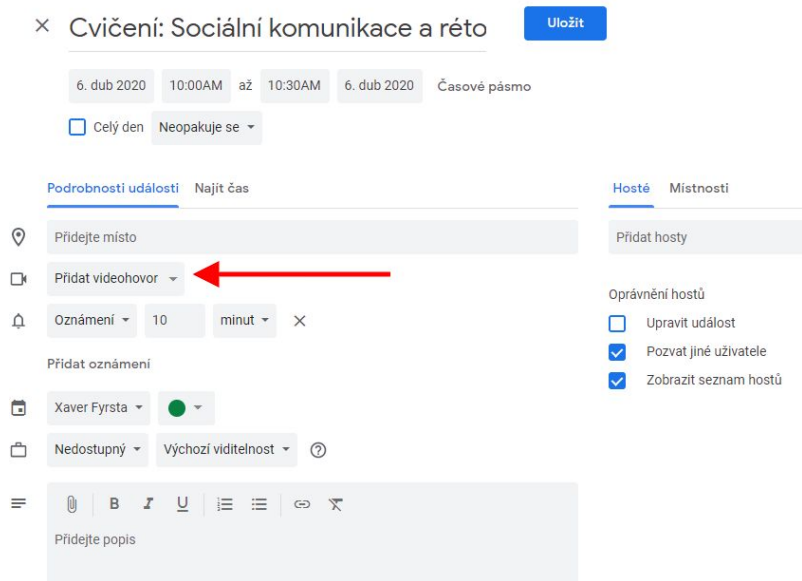 Cvičení: Sociální komunikace a réto
Uložit
6. dub 2020 10:00AM až 10:30AM 6. dub 2020 Časové pásmo
Celý den Neopakuje se
Podrobnosti události Najít čas
Hosté Místnosti
Přidejte místo
Přidat hosty
Přidat videohovor
Oprávnění hostů
Oznámení 10 minut
Upravit událost
Pozvat jiné uživatele
Přidat oznámení
Zobrazit seznam hostů
Xaver Fyrsta
Nedostupný Výchozí viditelnost
B I U
Přidejte popis